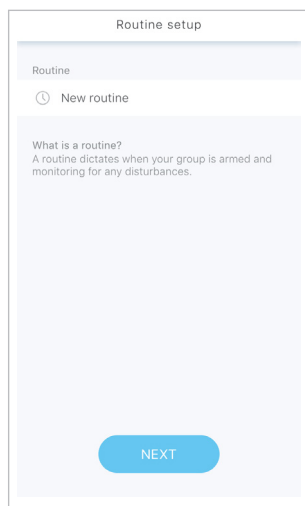 Routine setup
Routine
New routine
What is a routine?
A routine dictates when your group is armed and
monitoring for any disturbances.
NEXT